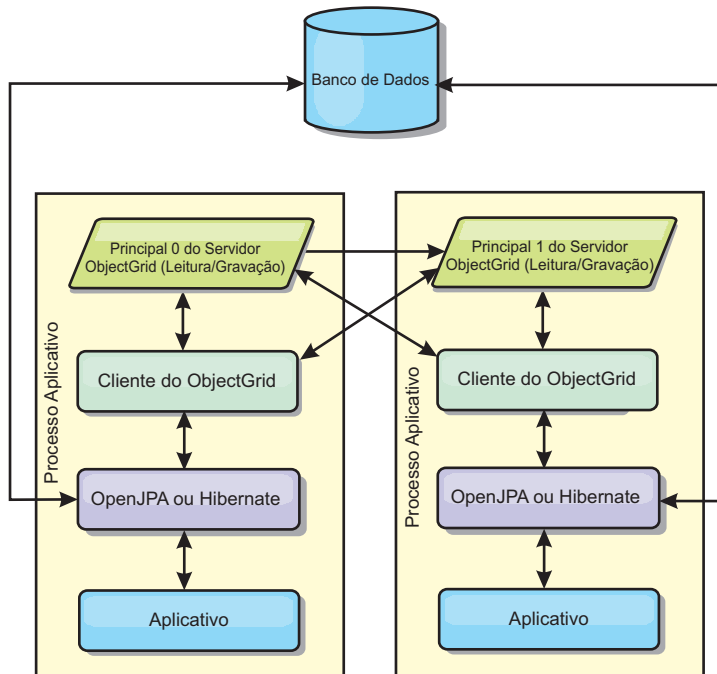 Banco de Dados
Principal 0 do Servidor
ObjectGrid (Leitura/Gravação)
Principal 1 do Servidor
ObjectGrid (Leitura/Gravação)
Processo Aplicativo
Cliente do ObjectGrid
Processo Aplicativo
Cliente do ObjectGrid
OpenJPA ou Hibernate
OpenJPA ou Hibernate
Aplicativo
Aplicativo